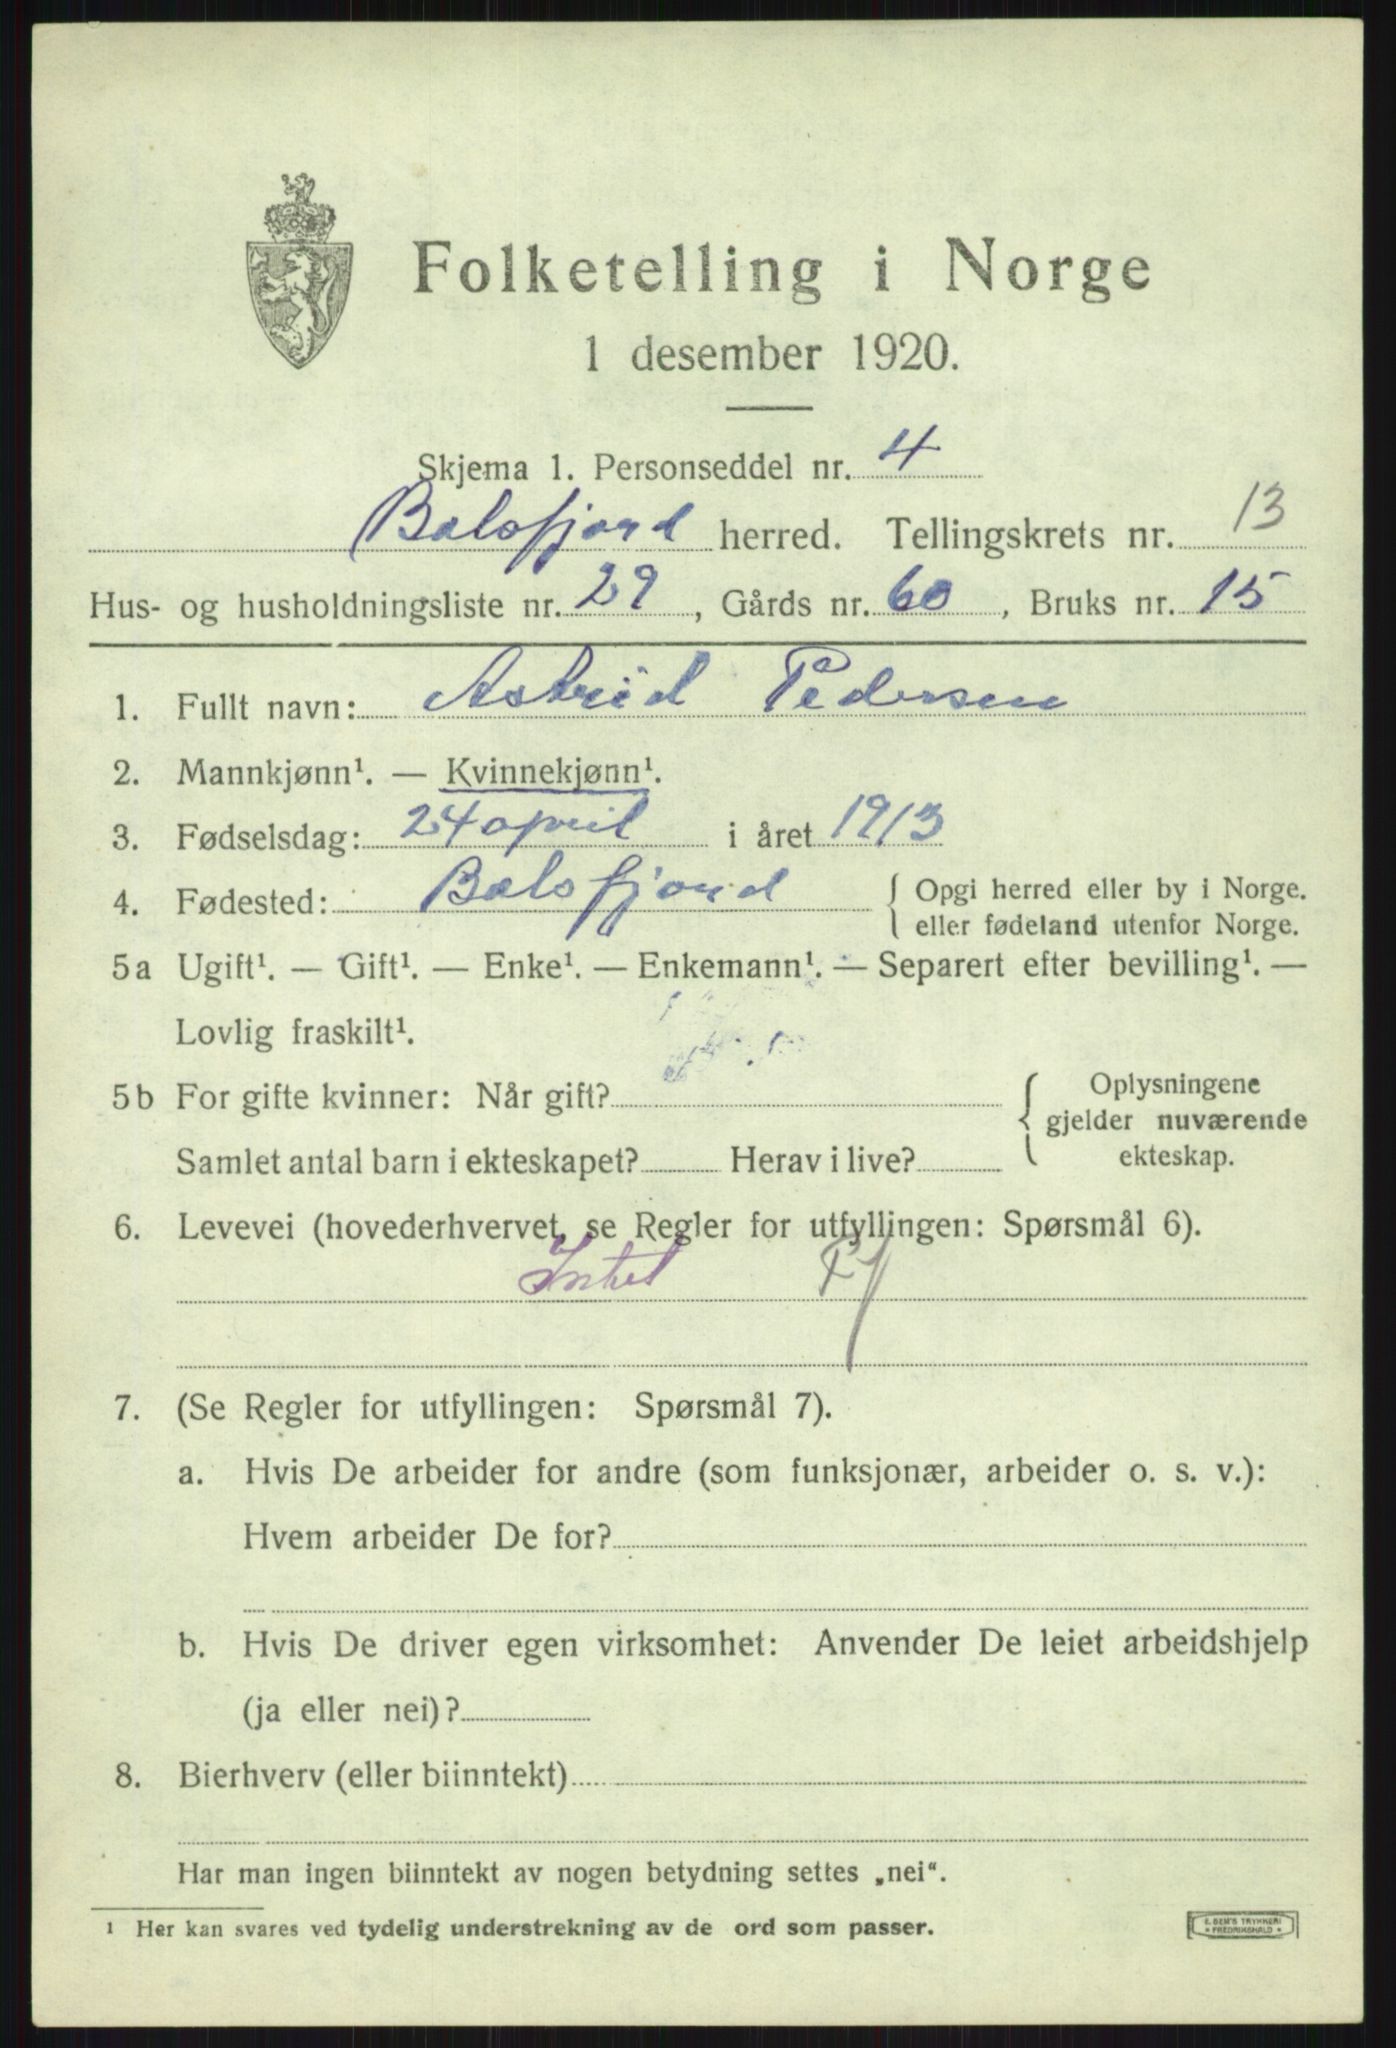 Folketelling i Norge
1 desember 1920.
Skjema 1. Personseddel nr. 4
Balsfjord herred. Tellingskrets nr. 13
Hus- og husholdningsliste nr. 29, Gårds nr. 60, Bruks nr. 15
1. Fullt navn: Astrid Pedersen
2. Mannkjønn¹. — Kvinnekjønn¹.
3. Fødselsdag: 24 april i året 1913
4. Fødested: Balsfjord { Opgi herred eller by i Norge.
eller fødeland utenfor Norge.
5a Ugift¹. — Gift¹. — Enke¹. — Enkemann¹. — Separert efter bevilling¹. —
Lovlig fraskilt¹.
5b For gifte kvinner: Når gift? { Oplysningene
gjelder nuværende
Samlet antal barn i ekteskapet? Herav i live? ekteskap.
6. Levevei (hovederhvervet, se Regler for utfyllingen: Spørsmål 6).
Intet
7. (Se Regler for utfyllingen: Spørsmål 7).
a. Hvis De arbeider for andre (som funksjonær, arbeider o. s. v.):
Hvem arbeider De for?
b. Hvis De driver egen virksomhet: Anvender De leiet arbeidshjelp
(ja eller nei)?
8. Bierhverv (eller biinntekt)
Har man ingen biinntekt av nogen betydning settes „nei“.
¹ Her kan svares ved tydelig understrekning av de ord som passer.
E. SEM'S TRYKKERI
* FREDRIKSHALD *